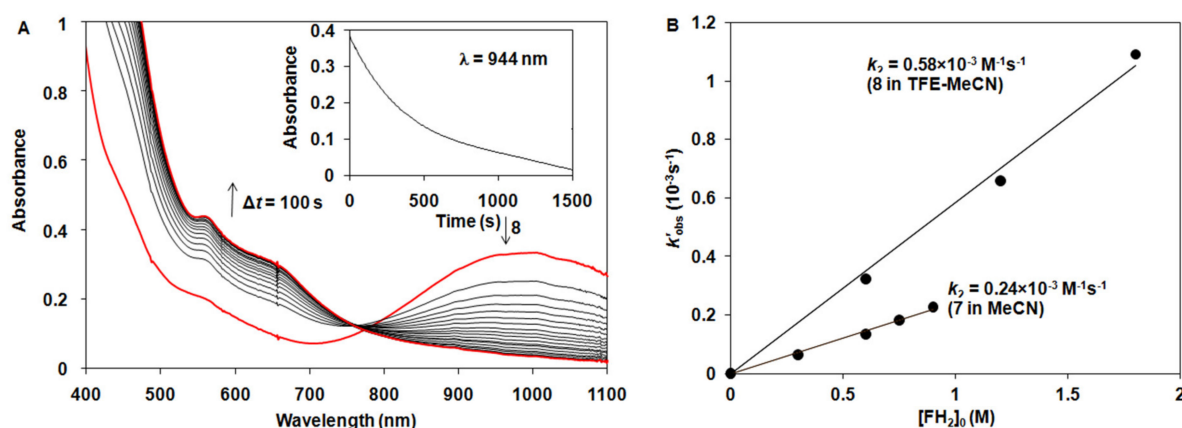 A
Absorbance
1
0.8
0.6
0.4
0.2
0
400 500 600 700 800 900 1000 1100
Wavelength (nm)
Δt = 100 s
8
Absorbance
0.4
0.3
0.2
0.1
0
0 500 1000 1500
Time (s)
λ = 944 nm
B
k'obs (10-3s-1)
1.2
1
0.8
0.6
0.4
0.2
0
0 0.5 1 1.5 2
[FH2]0 (M)
k2 = 0.58×10-3 M-1s-1
(8 in TFE-MeCN)
k2 = 0.24×10-3 M-1s-1
(7 in MeCN)